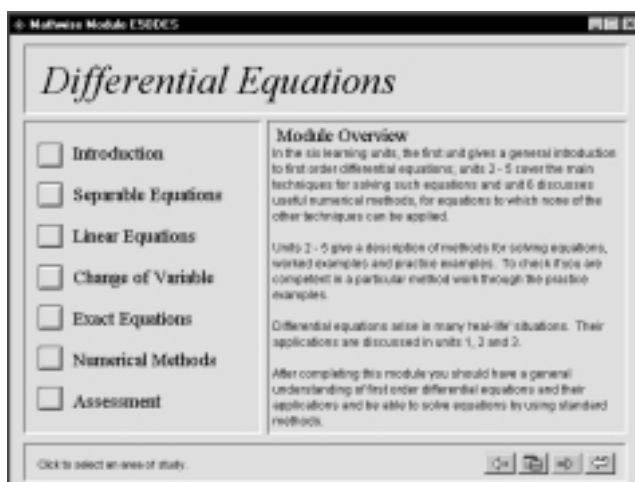 Mathwise Module ESODES
Differential Equations
Introduction
Separable Equations
Linear Equations
Change of Variable
Exact Equations
Numerical Methods
Assessment
Module Overview
In the six learning units, the first unit gives a general introduction
to first order differential equations; units 2 - 5 cover the main
techniques for solving such equations and unit 6 discusses
useful numerical methods, for equations to which none of the
other techniques can be applied.
Units 2 - 5 give a description of methods for solving equations,
worked examples and practice examples. To check if you are
competent in a particular method work through the practice
examples.
Differential equations arise in many 'real-life' situations. Their
applications are discussed in units 1, 2 and 3.
After completing this module you should have a general
understanding of first order differential equations and their
applications and be able to solve equations by using standard
methods.
Click to select an area of study.